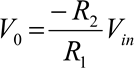 V₀ = −R₂/R₁ Vᵢₙ